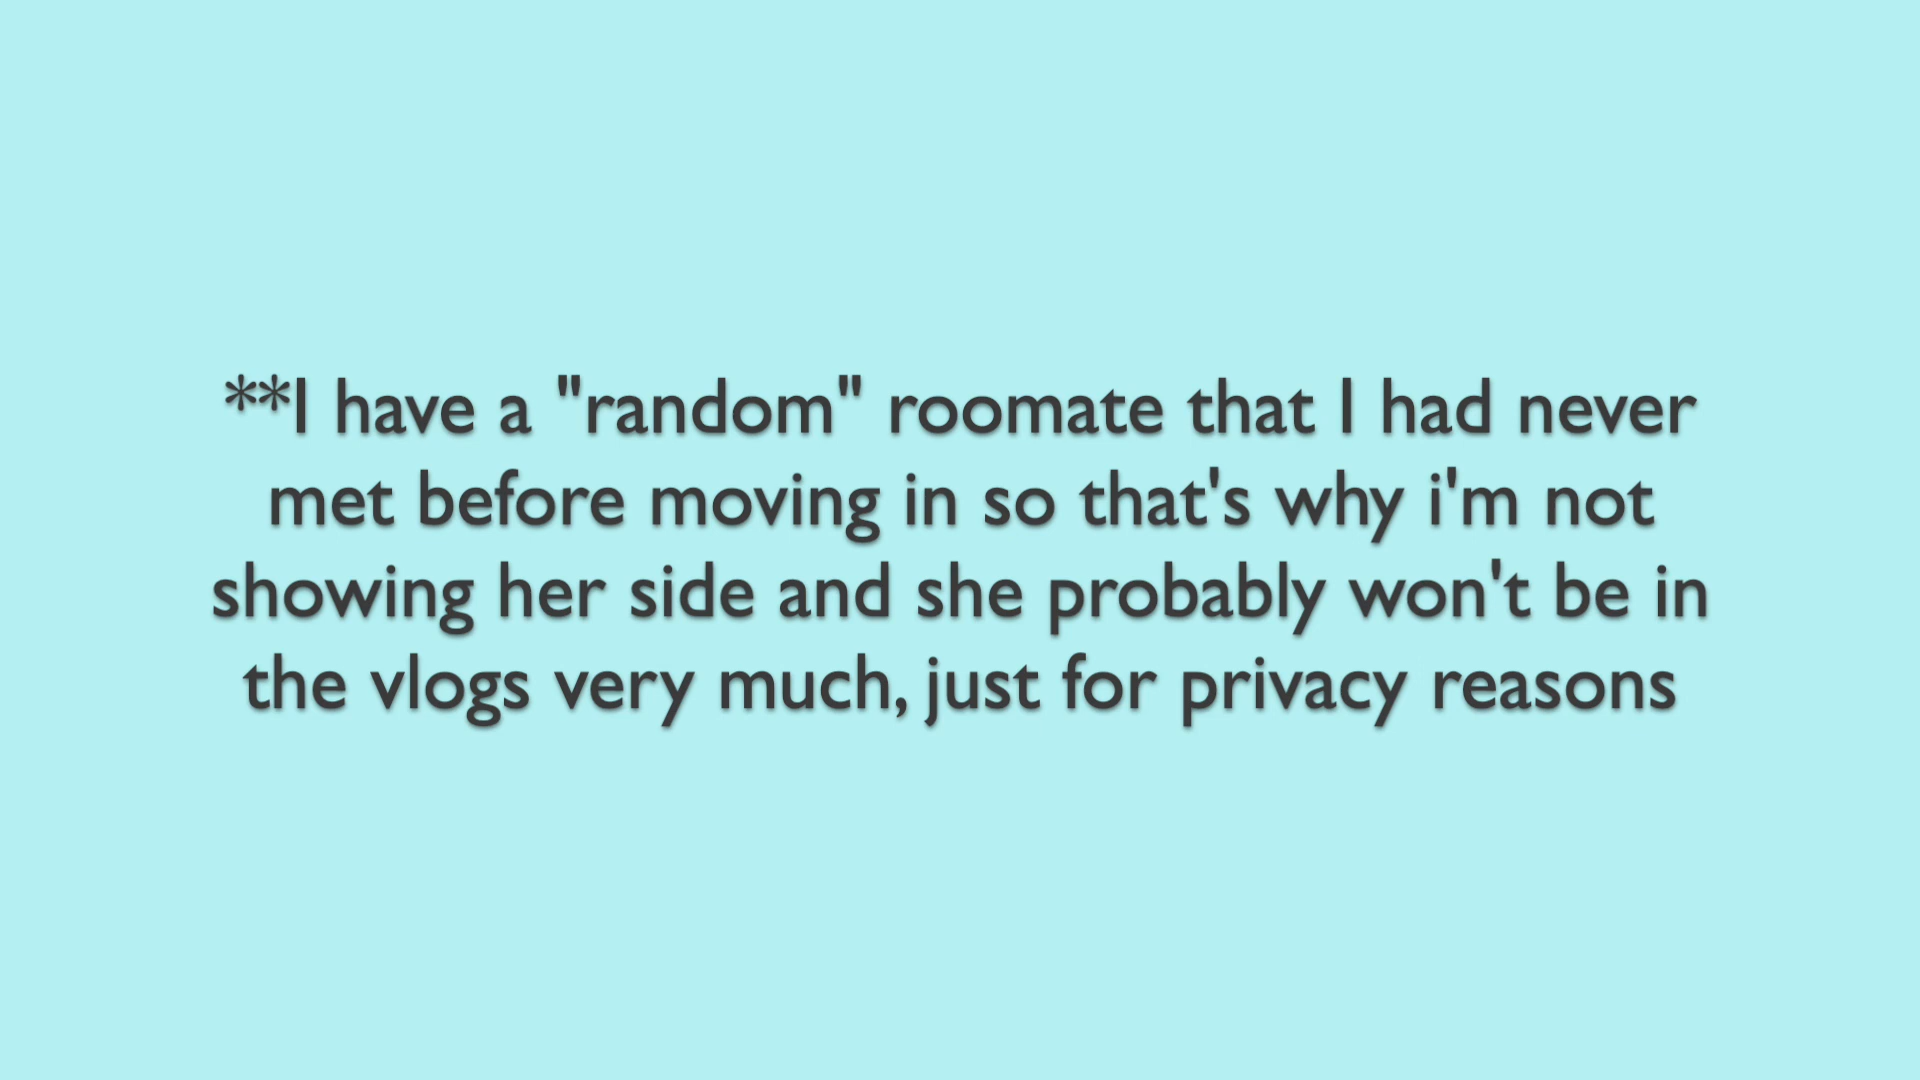 **I have a "random" roomate that I had never
met before moving in so that's why i'm not
showing her side and she probably won't be in
the vlogs very much, just for privacy reasons